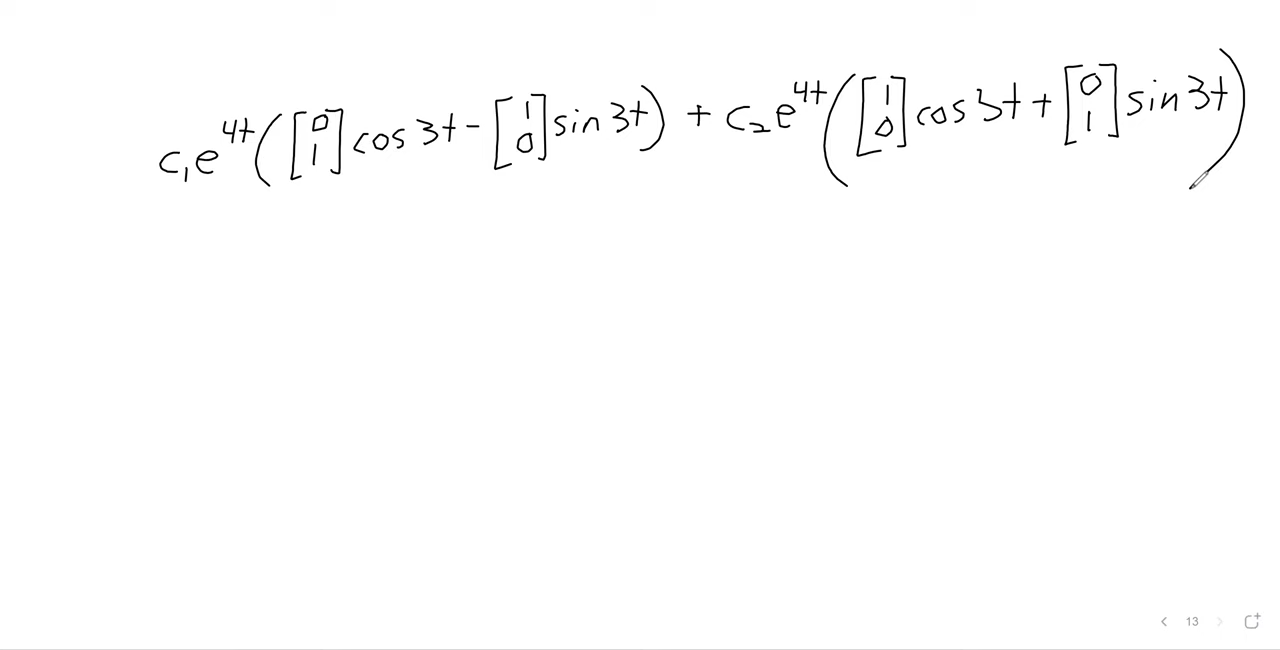 c₁e^{4t}([0 1] cos 3t − [1 0] sin 3t) + c₂e^{4t}([1 0] cos 3t + [0 1] sin 3t)
13